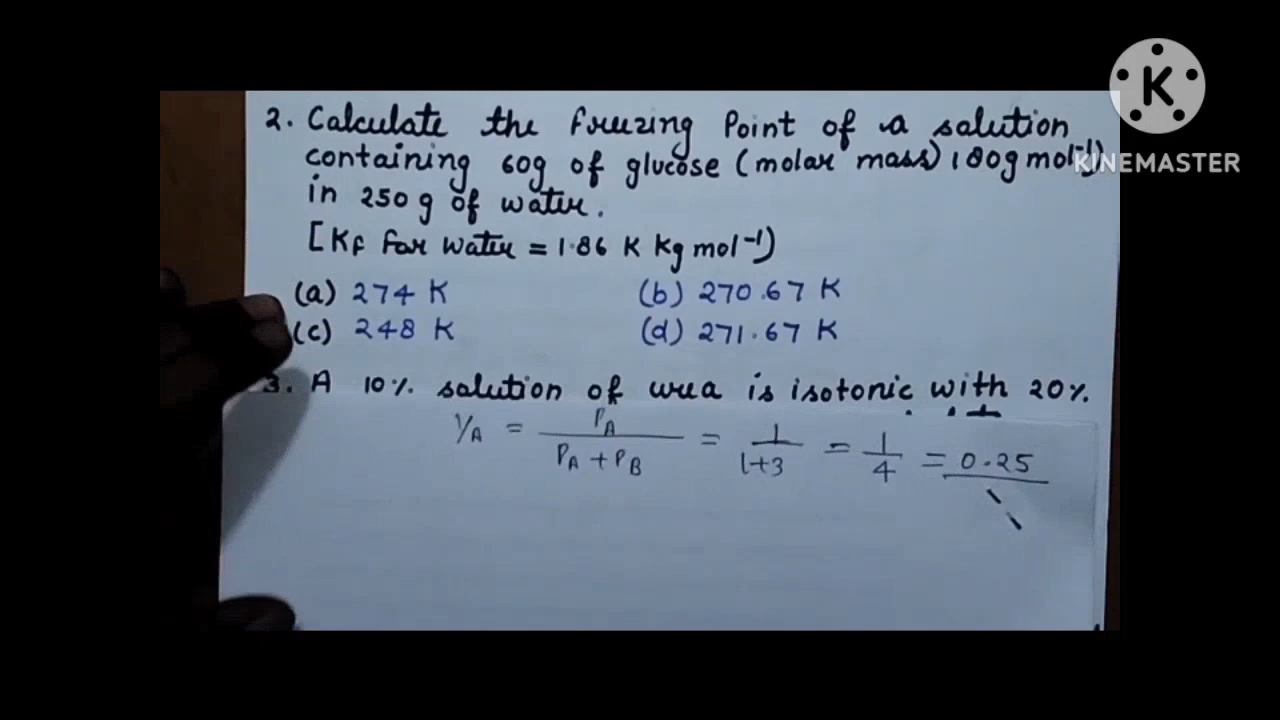 K
KINEMASTER
2. Calculate the freezing Point of a solution
containing 60g of glucose (molar mass) 180g mol⁻¹)
in 250 g of water.
[Kf for water = 1.86 K Kg mol⁻¹)
(a) 274 K (b) 270.67 K
(c) 248 K (d) 271.67 K
3. A 10% solution of urea is isotonic with 20%.
YA = PA / PA + PB = 1 / 1+3 = 1 / 4 = 0.25